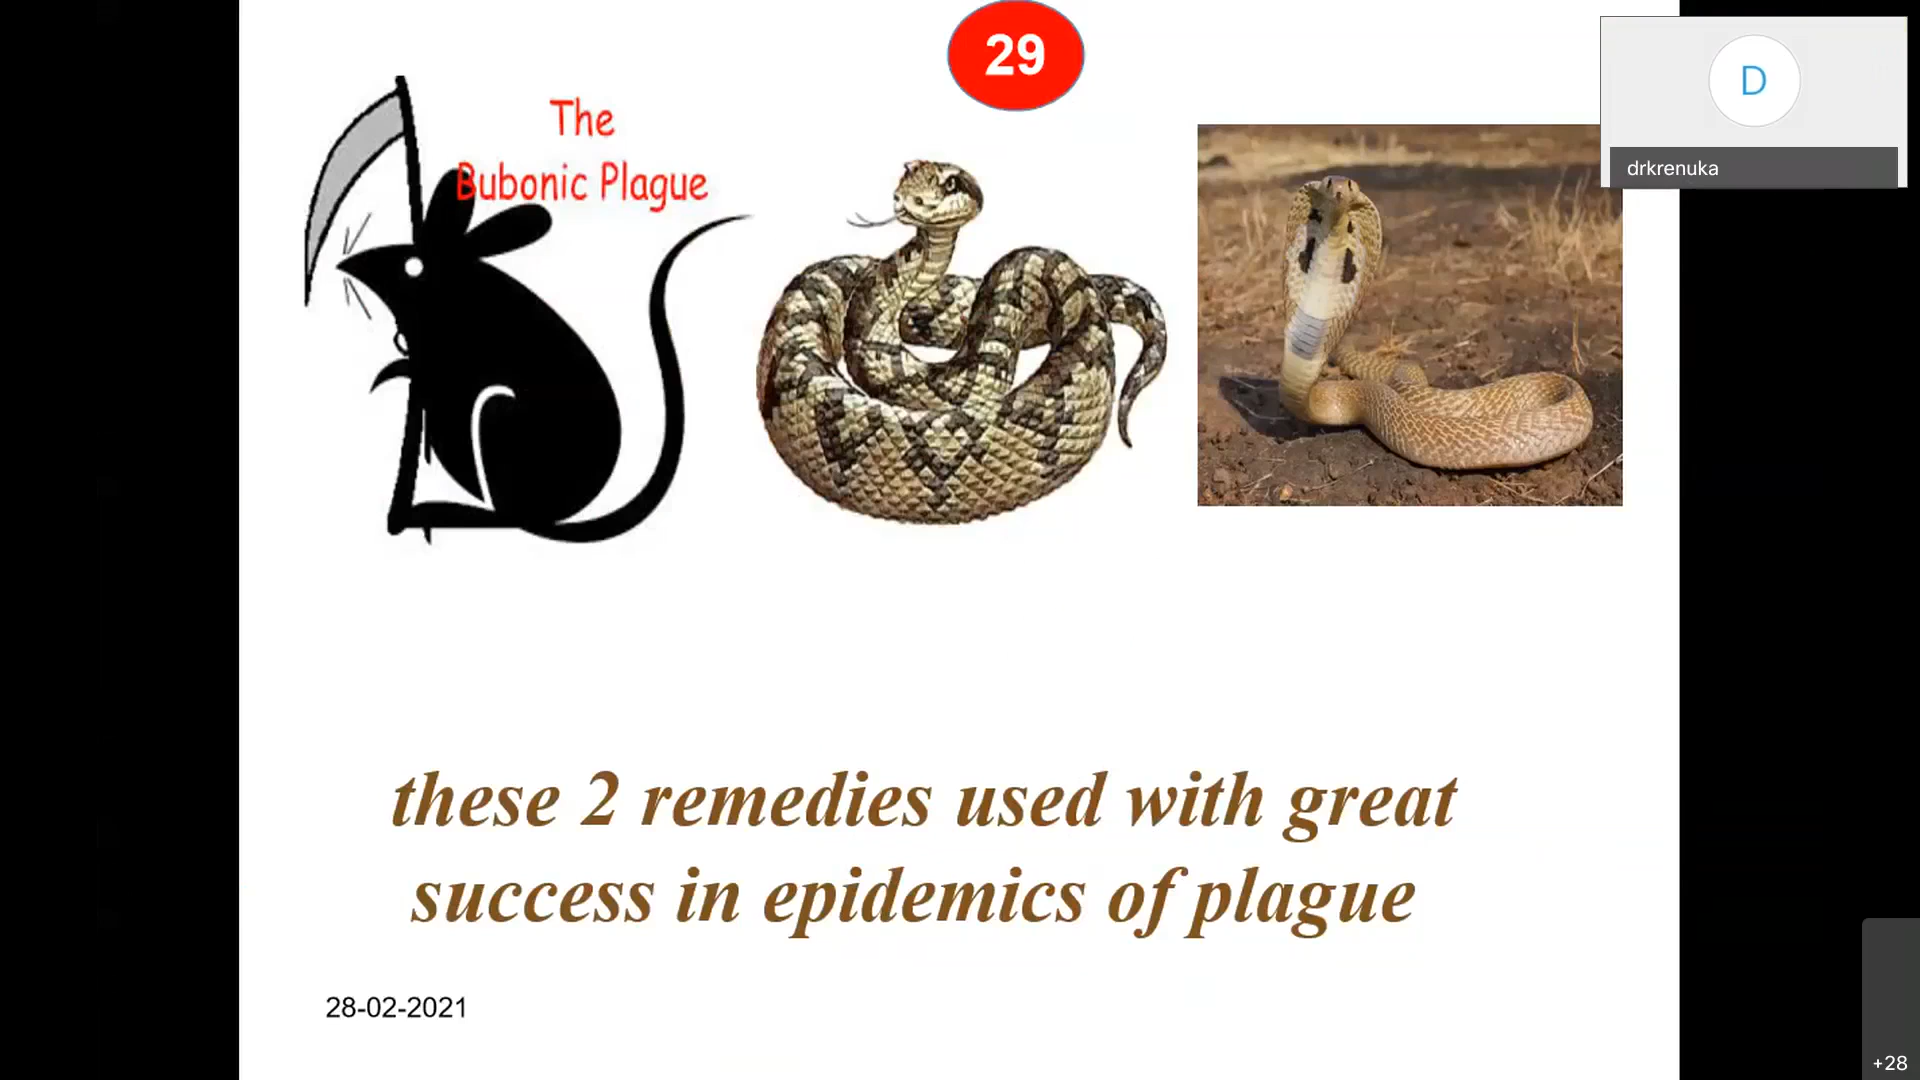 29
The
Bubonic Plague
D
drkrenuka
these 2 remedies used with great
success in epidemics of plague
28-02-2021
+28